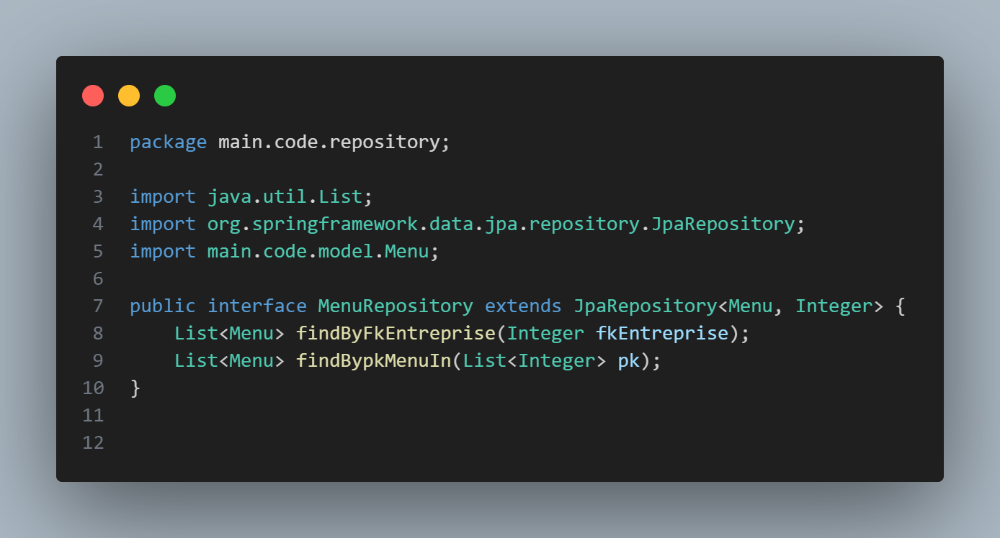 1 package main.code.repository;
2
3 import java.util.List;
4 import org.springframework.data.jpa.repository.JpaRepository;
5 import main.code.model.Menu;
6
7 public interface MenuRepository extends JpaRepository<Menu, Integer> {
8     List<Menu> findByFkEntreprise(Integer fkEntreprise);
9     List<Menu> findBypkMenuIn(List<Integer> pk);
10 }
11
12